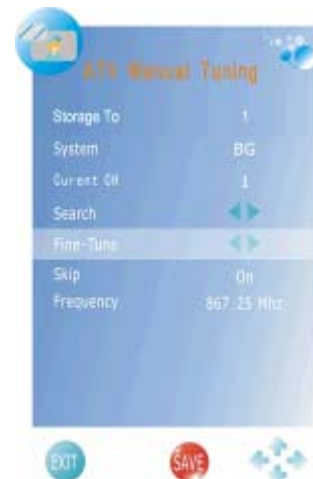 ATV Manual Tuning
Storage To 1
System BG
Curent CH 1
Search
Fine-Tune
Skip On
Frequency 867.25 Mhz
EXIT SAVE